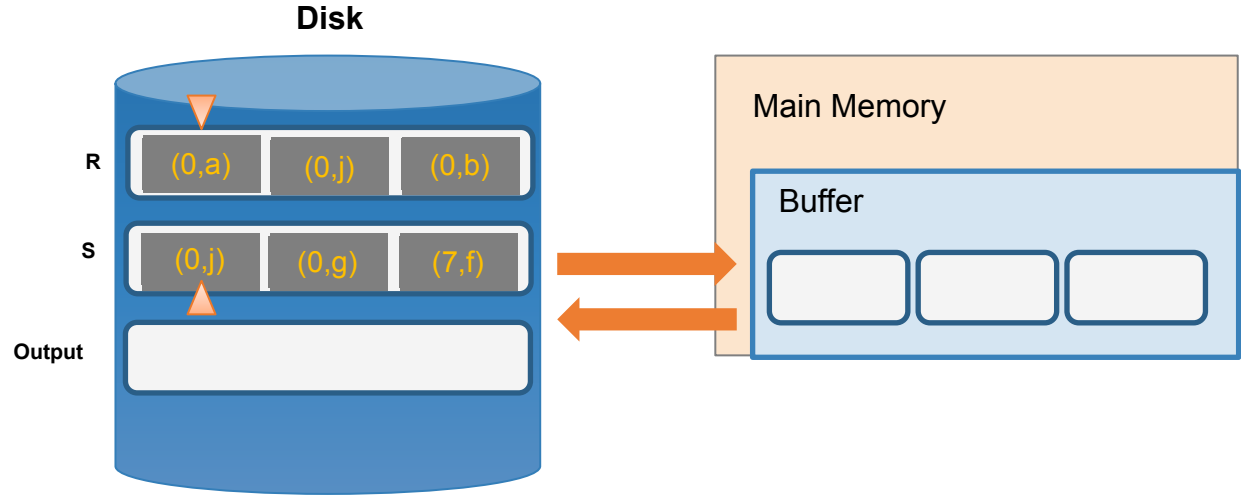 Disk
Main Memory
R
(0,a) (0,j) (0,b)
Buffer
S
(0,j) (0,g) (7,f)
Output